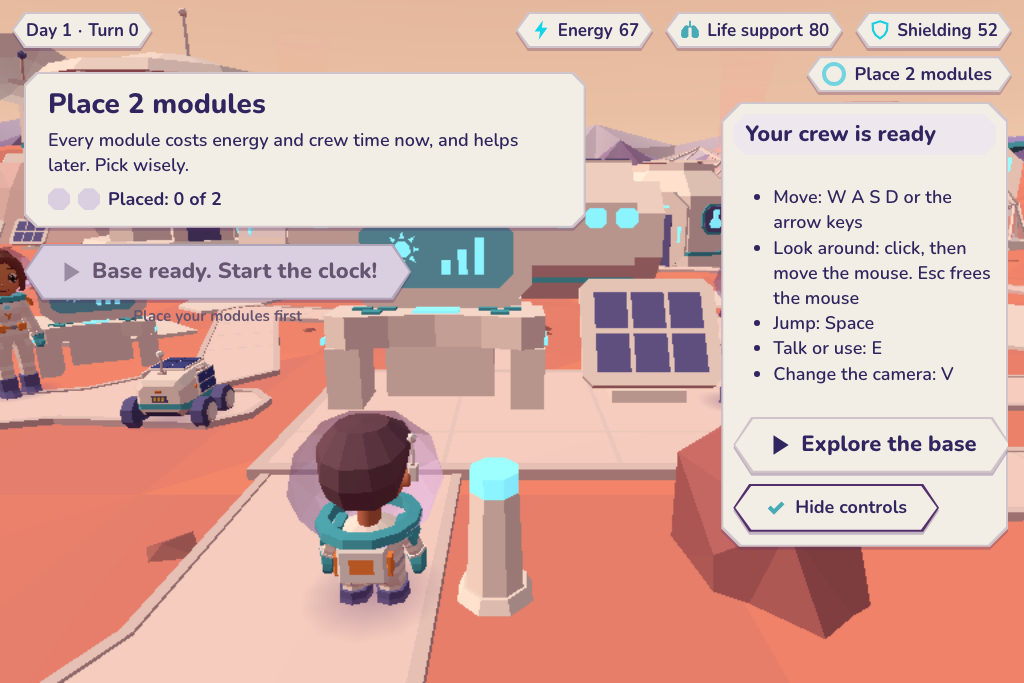 Day 1 · Turn 0
Energy 67
Life support 80
Shielding 52
Place 2 modules
Place 2 modules
Every module costs energy and crew time now, and helps
later. Pick wisely.
Placed: 0 of 2
Base ready. Start the clock!
Place your modules first
Your crew is ready
• Move: W A S D or the
arrow keys
• Look around: click, then
move the mouse. Esc frees
the mouse
• Jump: Space
• Talk or use: E
• Change the camera: V
Explore the base
Hide controls